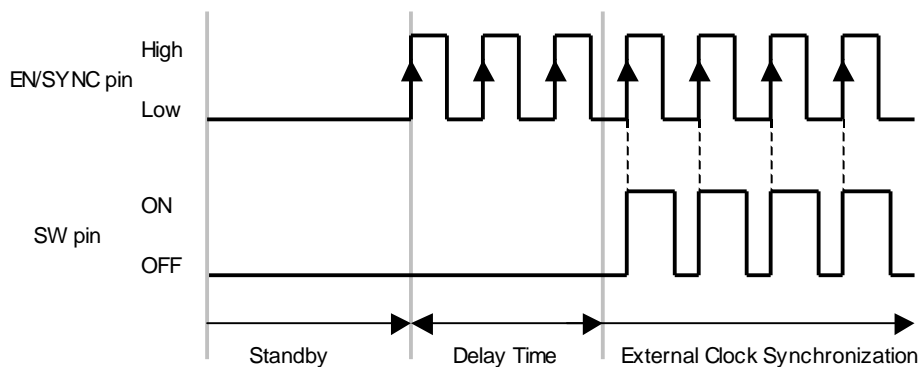 High
EN/SYNC pin
Low
ON
SW pin
OFF
Standby
Delay Time
External Clock Synchronization